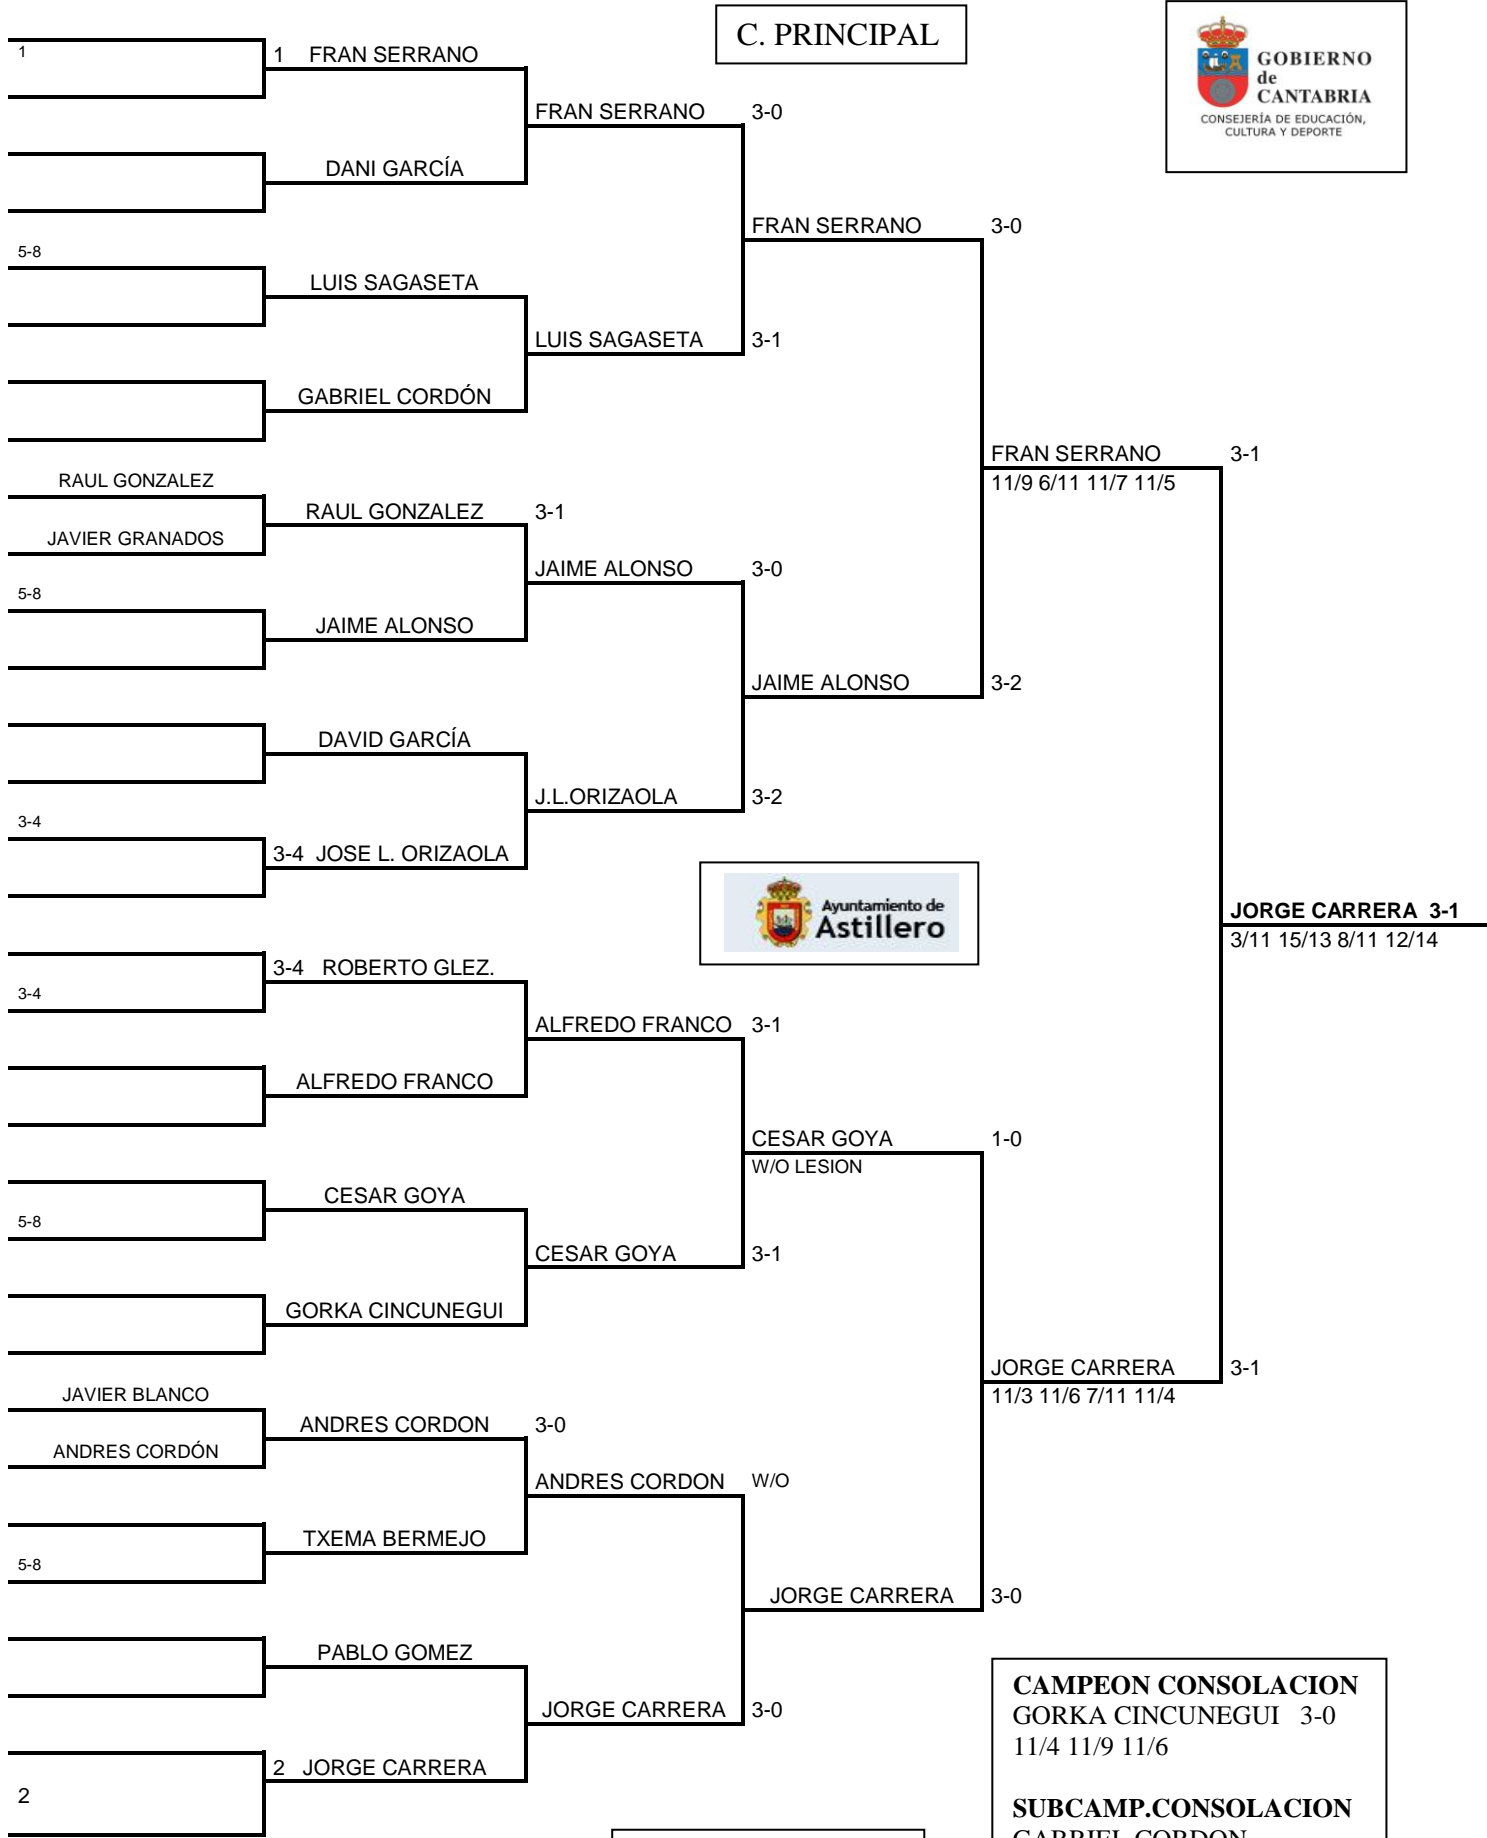 C. PRINCIPAL
GOBIERNO
de
CANTABRIA
CONSEJERÍA DE EDUCACIÓN,
CULTURA Y DEPORTE
1
1 FRAN SERRANO
FRAN SERRANO 3-0
DANI GARCÍA
FRAN SERRANO 3-0
5-8
LUIS SAGASETA
LUIS SAGASETA 3-1
GABRIEL CORDÓN
FRAN SERRANO 3-1
11/9 6/11 11/7 11/5
RAUL GONZALEZ
RAUL GONZALEZ 3-1
JAVIER GRANADOS
JAIME ALONSO 3-0
5-8
JAIME ALONSO
JAIME ALONSO 3-2
DAVID GARCÍA
J.L.ORIZAOLA 3-2
3-4
3-4 JOSE L. ORIZAOLA
Ayuntamiento de
Astillero
JORGE CARRERA 3-1
3/11 15/13 8/11 12/14
3-4 ROBERTO GLEZ.
3-4
ALFREDO FRANCO 3-1
ALFREDO FRANCO
CESAR GOYA 1-0
W/O LESION
CESAR GOYA
5-8
CESAR GOYA 3-1
GORKA CINCUNEGUI
JORGE CARRERA 3-1
11/3 11/6 7/11 11/4
JAVIER BLANCO
ANDRES CORDON 3-0
ANDRES CORDÓN
ANDRES CORDON W/O
TXEMA BERMEJO
5-8
JORGE CARRERA 3-0
PABLO GOMEZ
JORGE CARRERA 3-0
2 JORGE CARRERA
2
CAMPEON CONSOLACION
GORKA CINCUNEGUI 3-0
11/4 11/9 11/6
SUBCAMP.CONSOLACION
GABRIEL CORDON